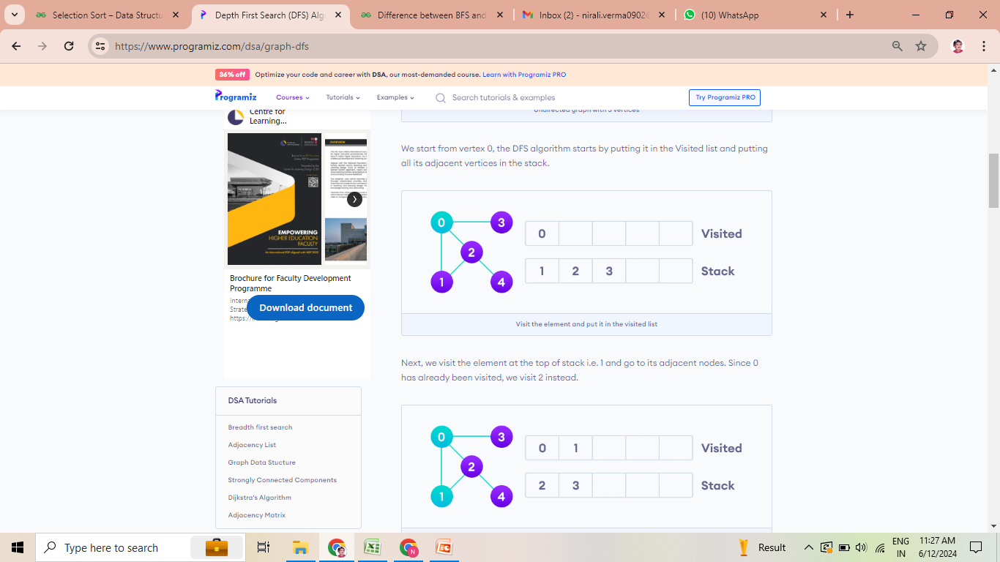 Selection Sort – Data Structu
Depth First Search (DFS) Alg
Difference between BFS and
Inbox (2) - nirali.verma0902
(10) WhatsApp
https://www.programiz.com/dsa/graph-dfs
36% off Optimize your code and career with DSA, our most-demanded course. Learn with Programiz PRO
Programiz Courses Tutorials Examples Search tutorials & examples Try Programiz PRO
Centre for
Learning...
OVERVIEW
EMPOWERING
HIGHER EDUCATION
FACULTY
Brochure for Faculty Development
Programme
Interna
Strate
https://
Download document
DSA Tutorials
Breadth first search
Adjacency List
Graph Data Stucture
Strongly Connected Components
Dijkstra's Algorithm
Adjacency Matrix
Undirected graph with 5 vertices
We start from vertex 0, the DFS algorithm starts by putting it in the Visited list and putting
all its adjacent vertices in the stack.
0 3
2
1 4
0 Visited
1 2 3 Stack
Visit the element and put it in the visited list
Next, we visit the element at the top of stack i.e. 1 and go to its adjacent nodes. Since 0
has already been visited, we visit 2 instead.
0 3
2
1 4
0 1 Visited
2 3 Stack
Type here to search
N
Result
ENG
IN
11:27 AM
6/12/2024